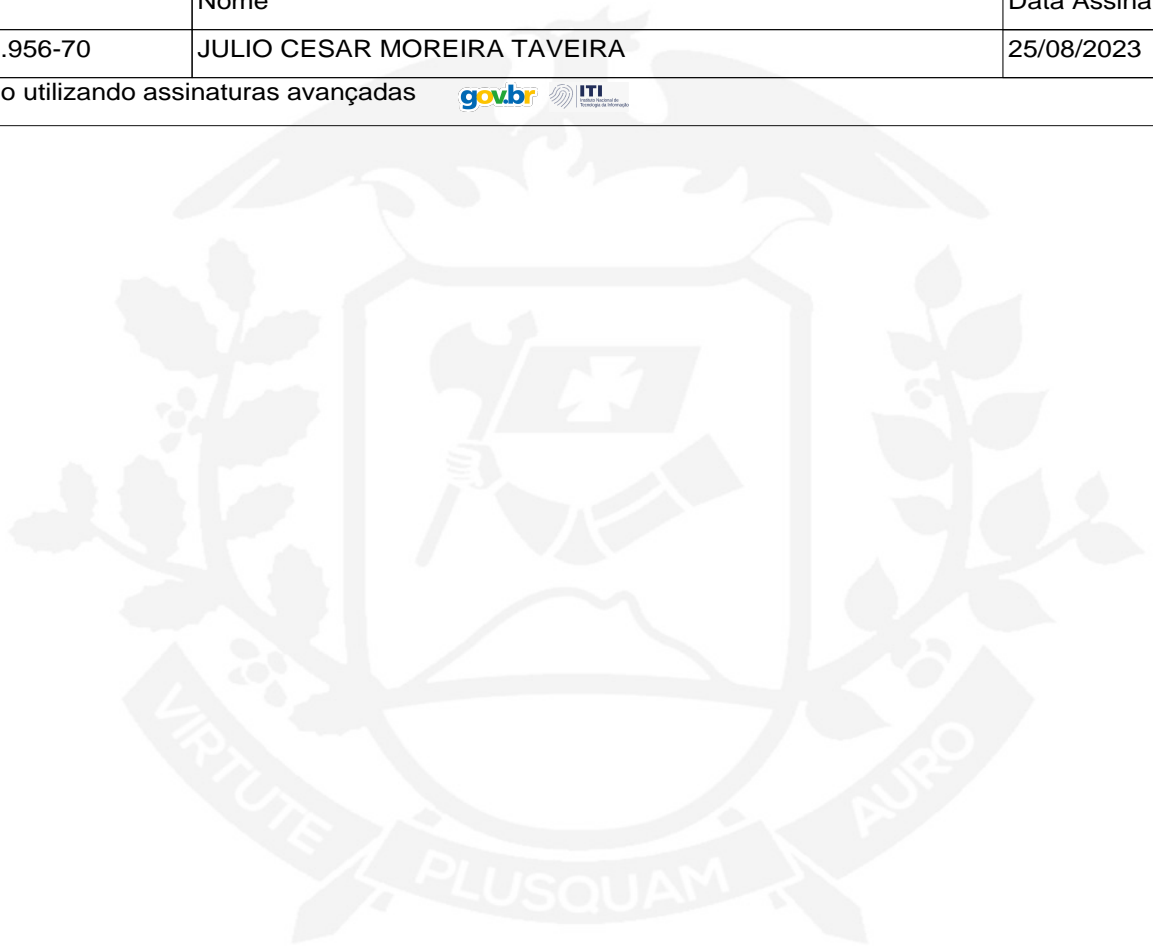 Nome Data Assina
.956-70 JULIO CESAR MOREIRA TAVEIRA 25/08/2023
o utilizando assinaturas avançadas gov.br ITI
VIRTUTE PLUSQUAM AURO